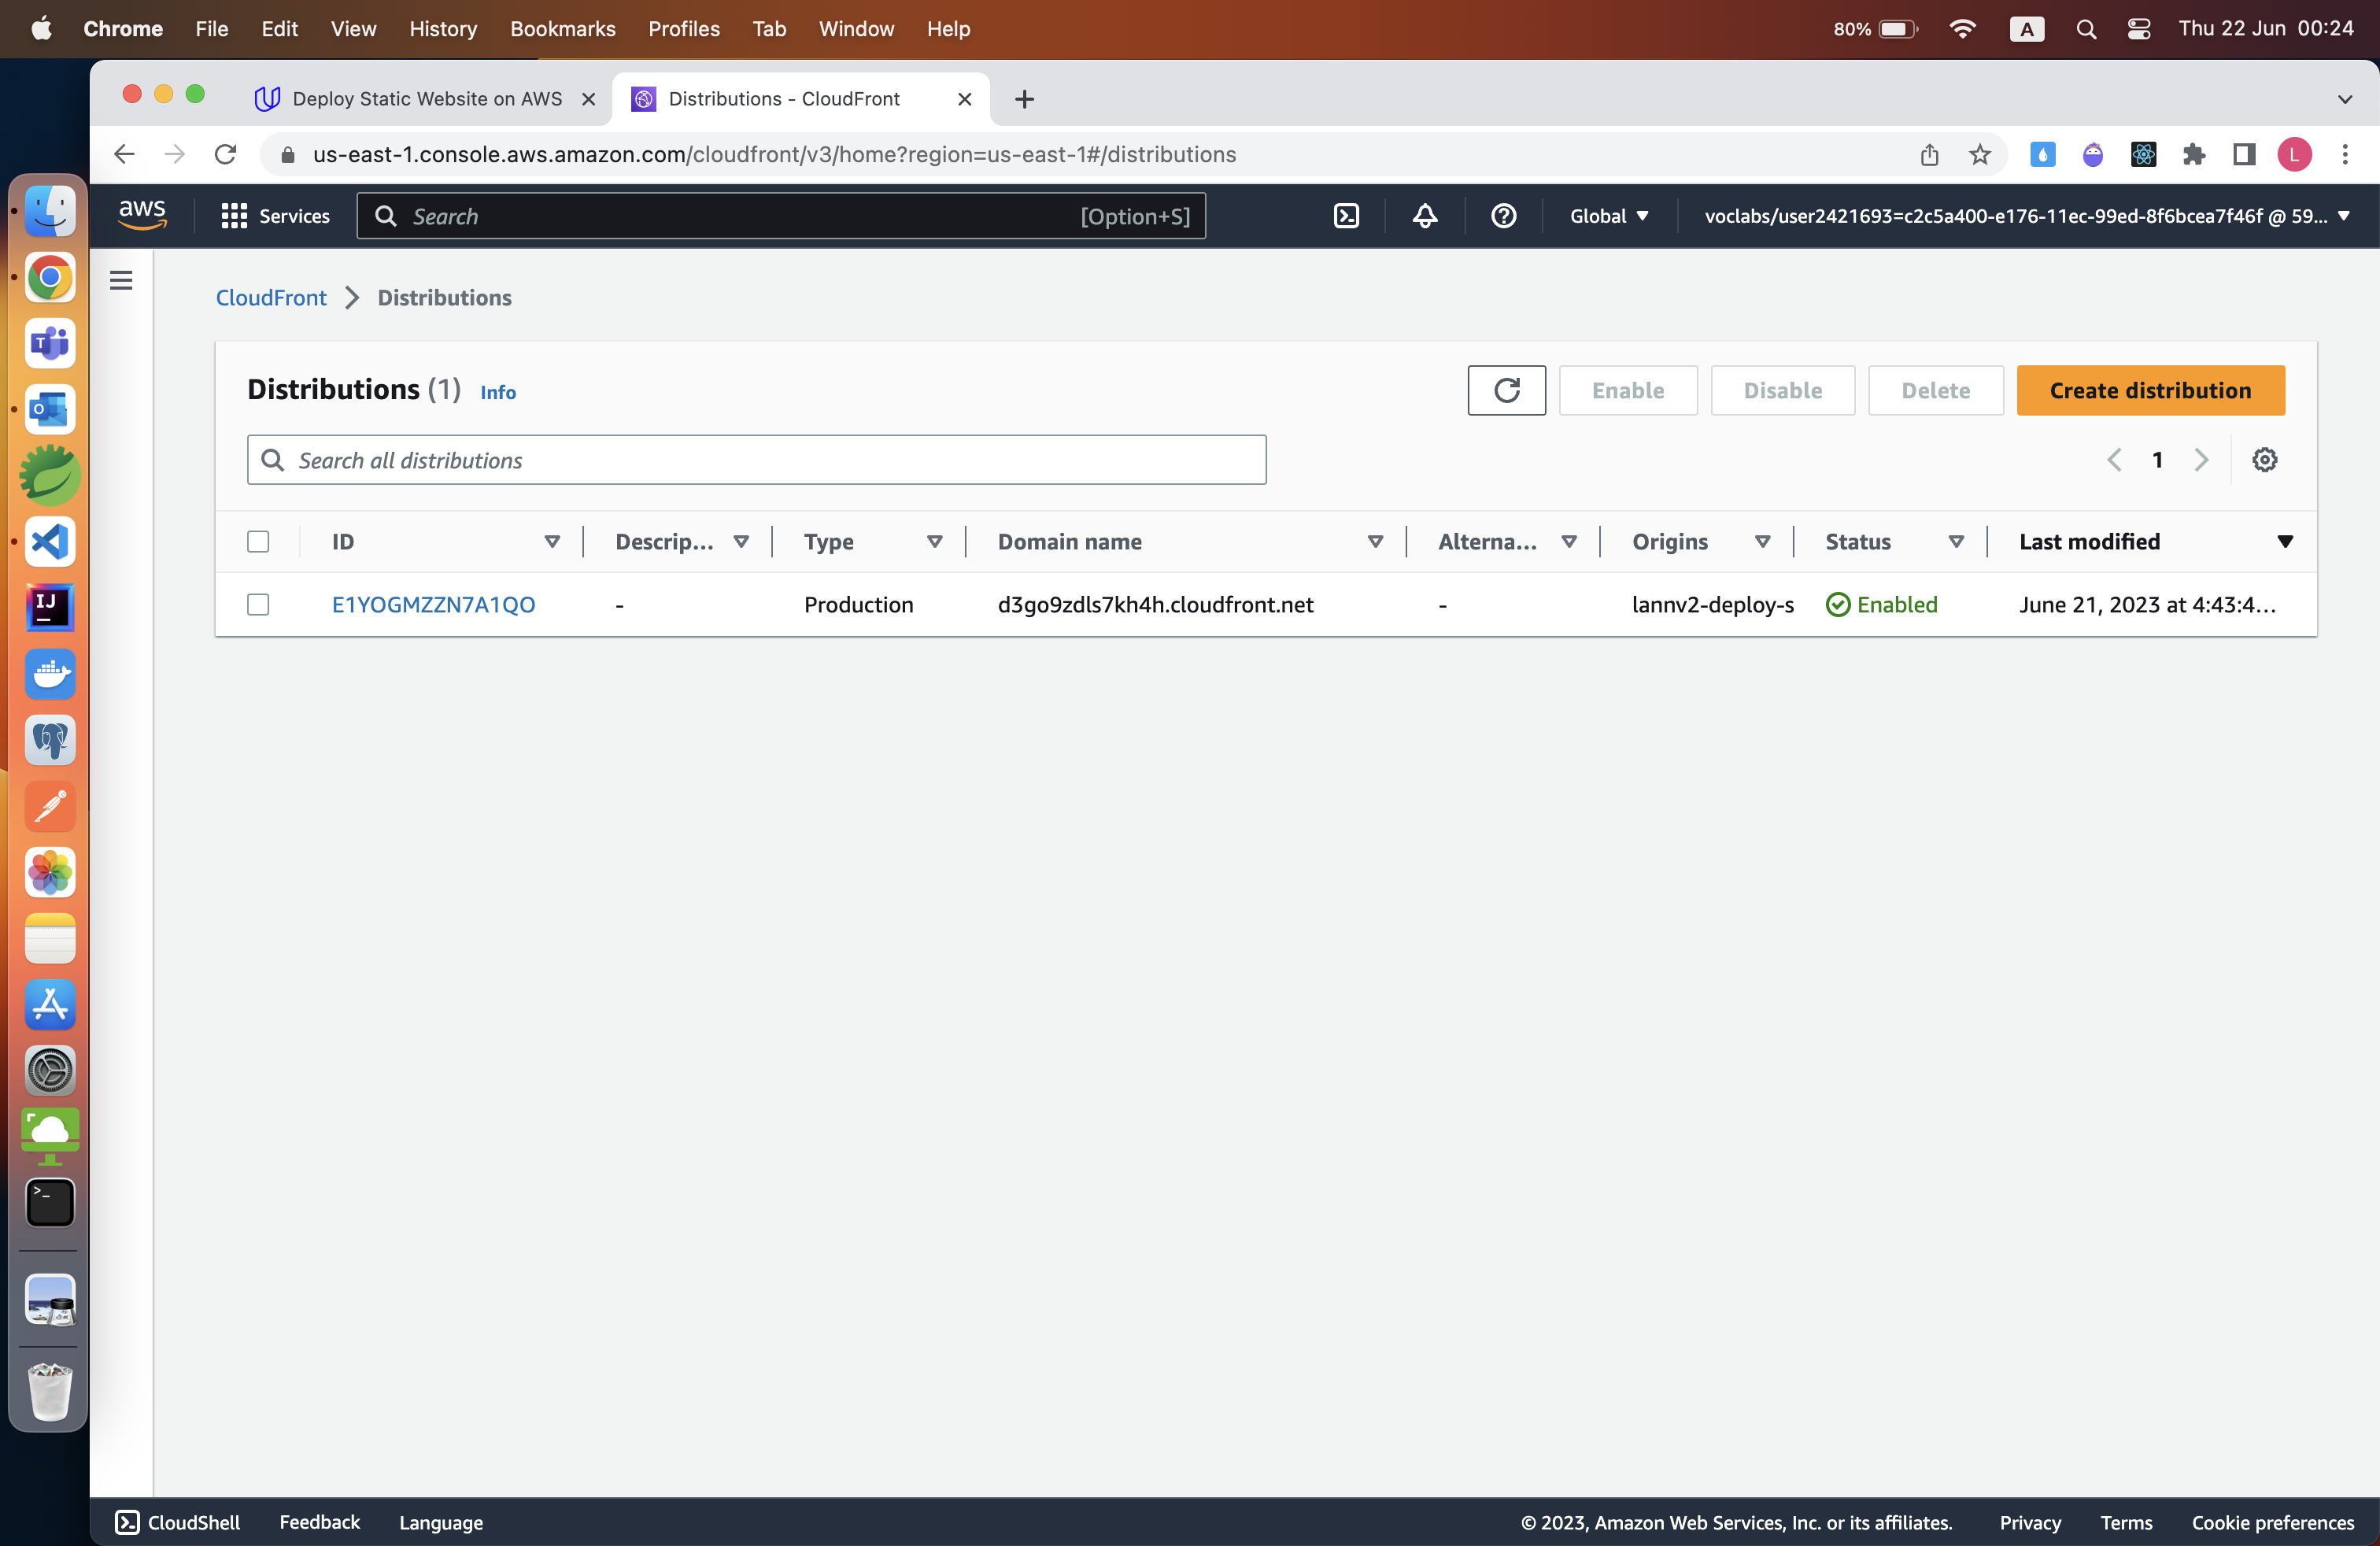 Chrome File Edit View History Bookmarks Profiles Tab Window Help 80% A Thu 22 Jun 00:24
Deploy Static Website on AWS Distributions - CloudFront
us-east-1.console.aws.amazon.com/cloudfront/v3/home?region=us-east-1#/distributions L
aws Services Search [Option+S] Global voclabs/user2421693=c2c5a400-e176-11ec-99ed-8f6bcea7f46f @ 59...
CloudFront Distributions
Distributions (1) Info Enable Disable Delete Create distribution
Search all distributions 1
ID Descrip... Type Domain name Alterna... Origins Status Last modified
E1YOGMZZN7A1QO - Production d3go9zdls7kh4h.cloudfront.net - lannv2-deploy-s Enabled June 21, 2023 at 4:43:4...
T
O
IJ
CloudShell Feedback Language © 2023, Amazon Web Services, Inc. or its affiliates. Privacy Terms Cookie preferences